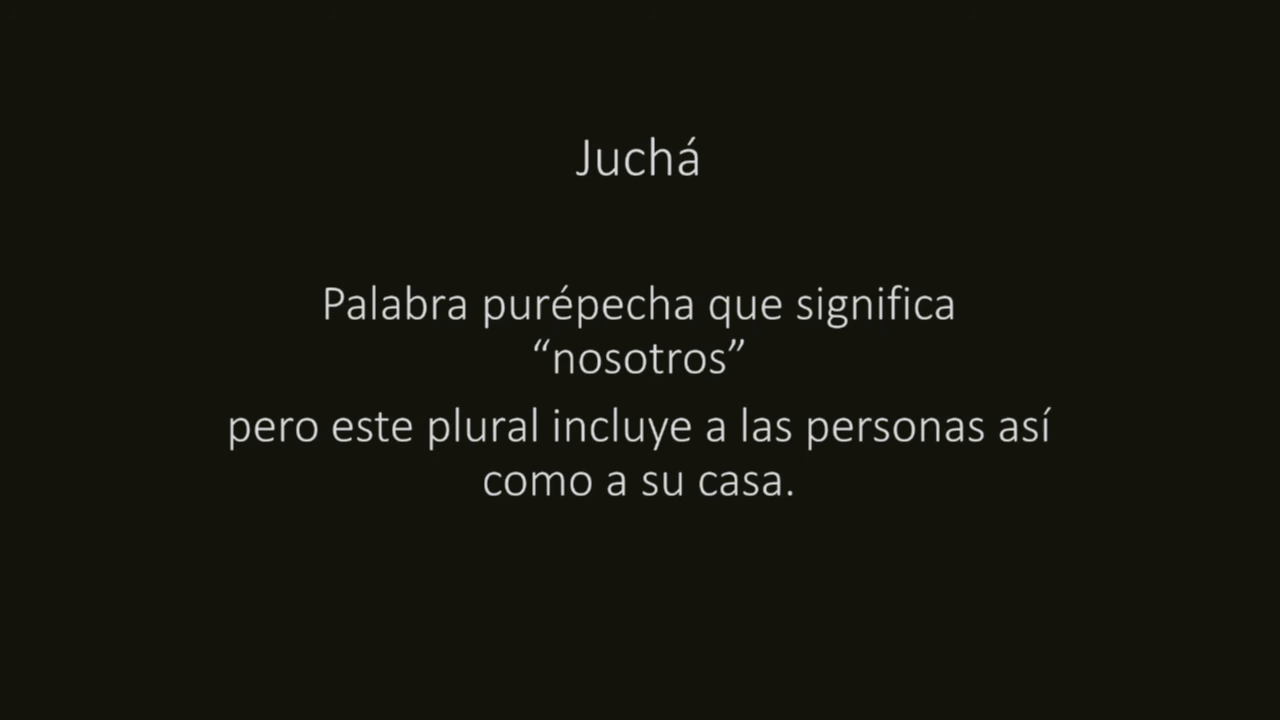 Juchá
Palabra purépecha que significa
“nosotros”
pero este plural incluye a las personas así
como a su casa.